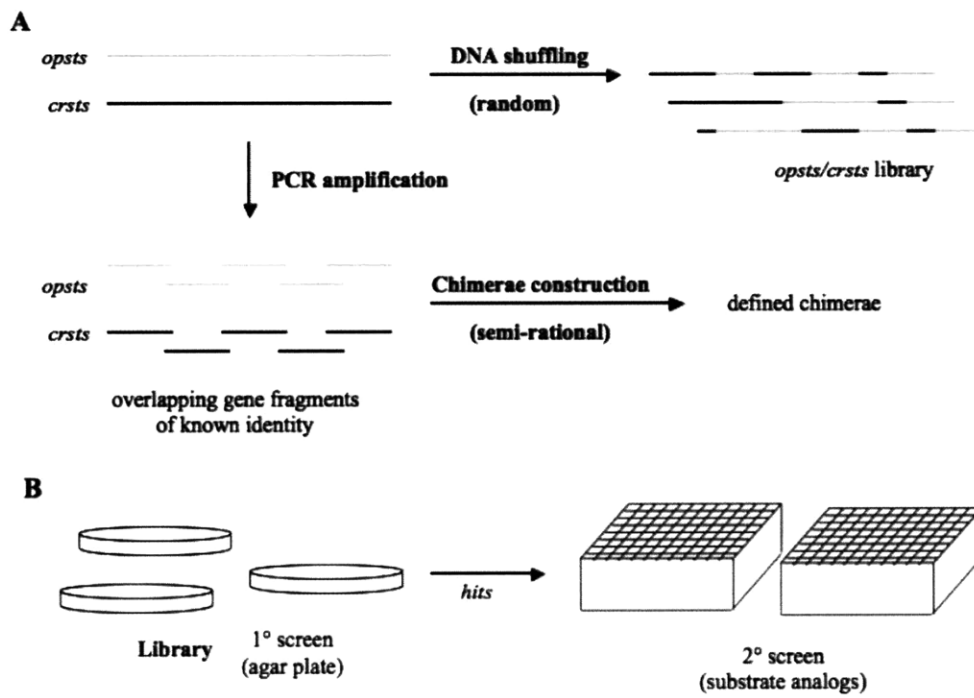 A
opsts
crsts
DNA shuffling
(random)
opsts/crsts library
PCR amplification
opsts
crsts
Chimerae construction
(semi-rational)
defined chimerae
overlapping gene fragments
of known identity
B
Library
1° screen
(agar plate)
hits
2° screen
(substrate analogs)